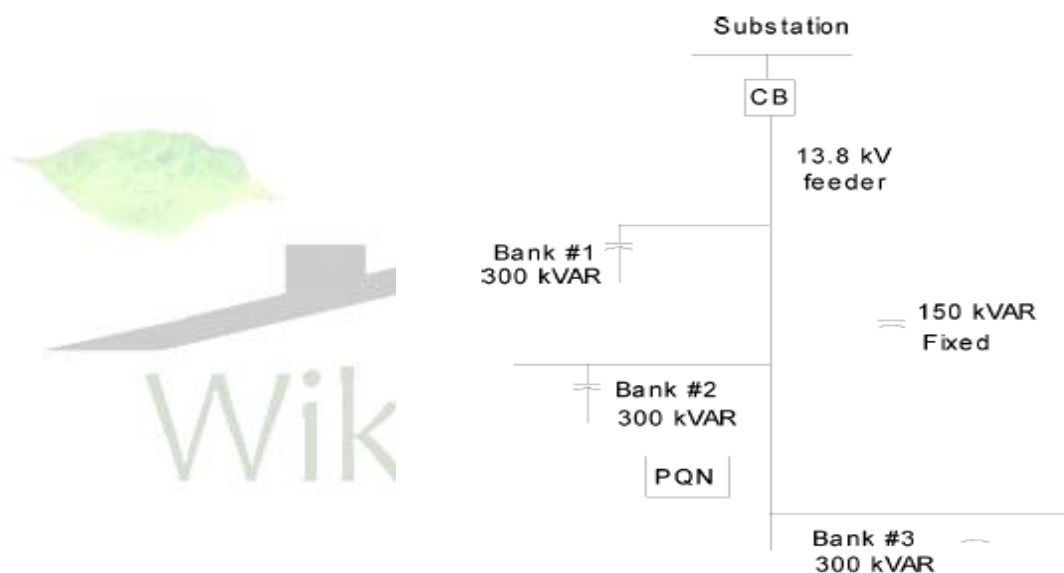 Substation
CB
13.8 kV
feeder
Bank #1
300 kVAR
150 kVAR
Fixed
Bank #2
300 kVAR
PQN
Bank #3
300 kVAR
Wik